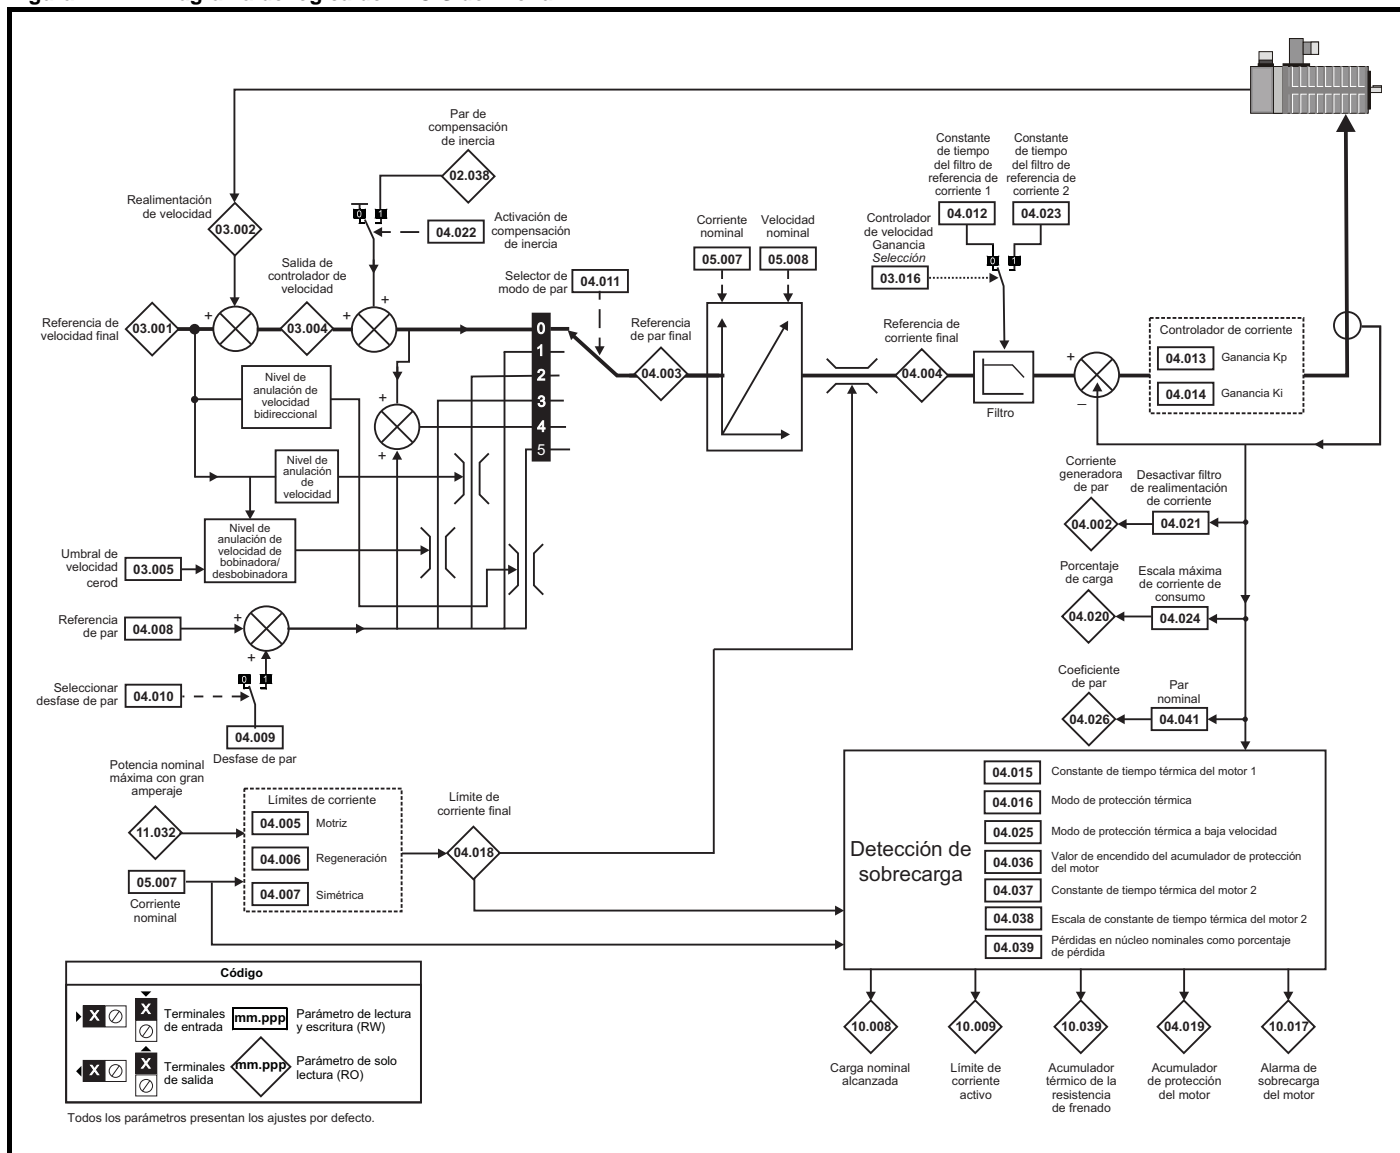 Par de
compensación
de inercia
02.038
Constante
de tiempo
del filtro de
referencia de
corriente 1
Constante
de tiempo
del filtro de
referencia de
corriente 2
04.012
04.023
Realimentación
de velocidad
03.002
0 1
04.022
Activación de
compensación
de inercia
Corriente
nominal
05.007
Velocidad
nominal
05.008
Controlador
de velocidad
Ganancia
Selección
03.016
0 1
Salida de
controlador de
velocidad
Selector de
modo de par
04.011
Referencia de
velocidad final
03.001
+
03.004
+
+
0
1
2
3
4
5
Referencia
de par final
04.003
Referencia de
corriente final
04.004
Filtro
+
–
Controlador de corriente
04.013 Ganancia Kp
04.014 Ganancia Ki
Nivel de
anulación de
velocidad
bidireccional
+
+
Nivel de
anulación
de
velocidad
Nivel de
anulación de
velocidad de
bobinadora/
desbobinadora
Umbral de
velocidad
cerod
03.005
Corriente
generadora
de par
04.002
Desactivar filtro
de realimentación
de corriente
04.021
Porcentaje
de carga
04.020
Escala máxima
de corriente de
consumo
04.024
Referencia
de par
04.008
+
+
0 1
Seleccionar
desfase de par
04.010
04.009
Desfase de par
Coeficiente
de par
04.026
Par
nominal
04.041
Potencia nominal
máxima con gran
amperaje
11.032
05.007
Corriente
nominal
Límites de corriente
04.005 Motriz
04.006 Regeneración
04.007 Simétrica
Límite de
corriente final
04.018
Detección de
sobrecarga
04.015 Constante de tiempo térmica del motor 1
04.016 Modo de protección térmica
04.025 Modo de protección térmica a baja velocidad
04.036 Valor de encendido del acumulador de protección
del motor
04.037 Constante de tiempo térmica del motor 2
04.038 Escala de constante de tiempo térmica del motor 2
04.039 Pérdidas en núcleo nominales como porcentaje
de pérdida
10.008
Carga nominal
alcanzada
10.009
Límite de
corriente
activo
10.039
Acumulador
térmico de la
resistencia
de frenado
04.019
Acumulador
de protección
del motor
10.017
Alarma de
sobrecarga
del motor
Código
X X Terminales
de entrada
mm.ppp Parámetro de lectura
y escritura (RW)
X X Terminales
de salida
mm.ppp Parámetro de solo
lectura (RO)
Todos los parámetros presentan los ajustes por defecto.